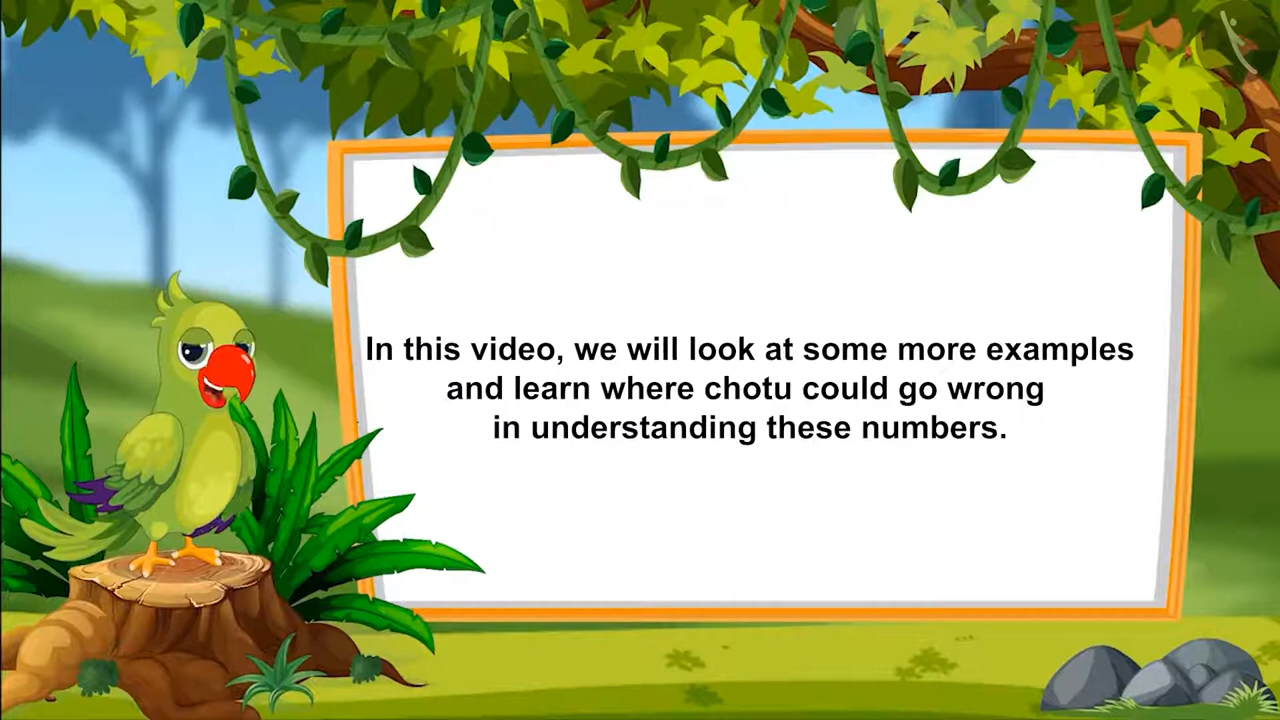 In this video, we will look at some more examples
and learn where chotu could go wrong
in understanding these numbers.